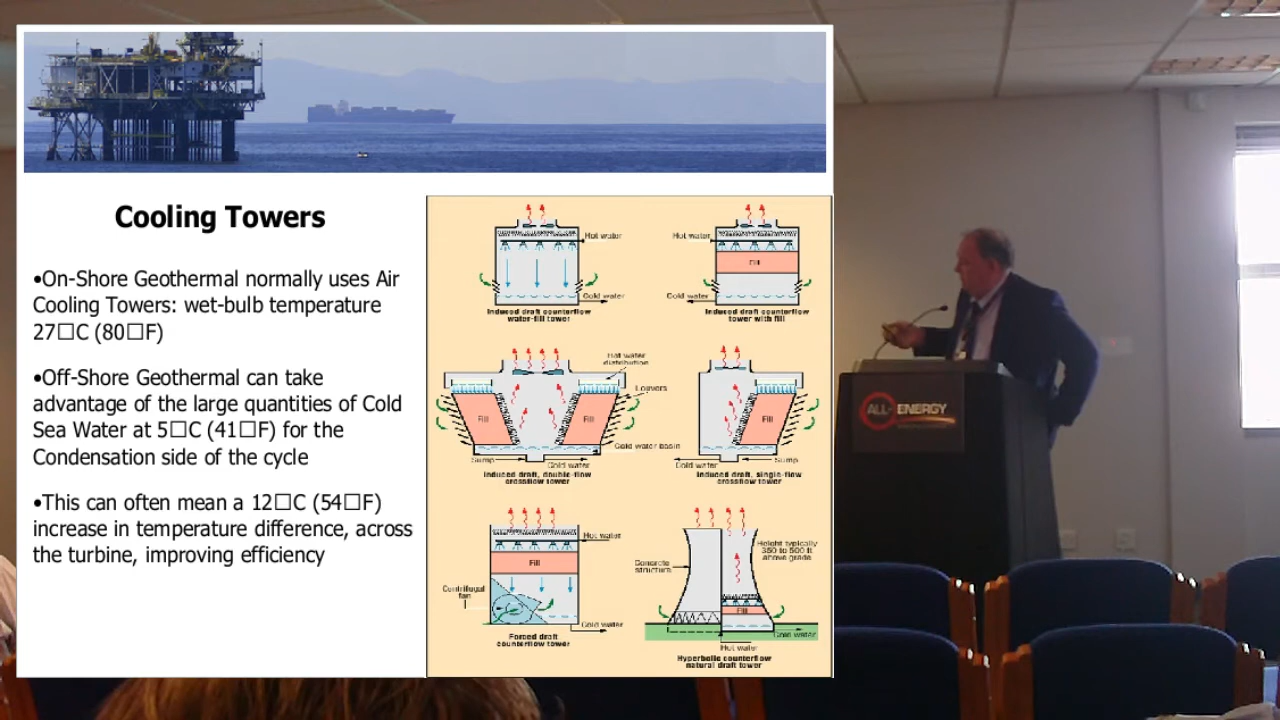 Cooling Towers
•On-Shore Geothermal normally uses Air
Cooling Towers: wet-bulb temperature
27□C (80□F)
•Off-Shore Geothermal can take
advantage of the large quantities of Cold
Sea Water at 5□C (41□F) for the
Condensation side of the cycle
•This can often mean a 12□C (54□F)
increase in temperature difference, across
the turbine, improving efficiency
Hot water
Cold water
Induced draft counterflow
water-fill tower
Hot water
Fill
Cold water
Induced draft counterflow
tower with fill
Hot water
distribution
Louvers
Fill
Fill
Cold water basin
Sump
Cold water
Induced draft, double-flow
crossflow tower
Fill
Cold water
Sump
Induced draft, single-flow
crossflow tower
Hot water
Fill
Centrifugal
fan
Cold water
Forced draft
counterflow tower
Concrete
structure
Height typically
350 to 500 ft
above grade
Fill
Cold water
Hot water
Hyperbolic counterflow
natural draft tower
ALL-ENERGY